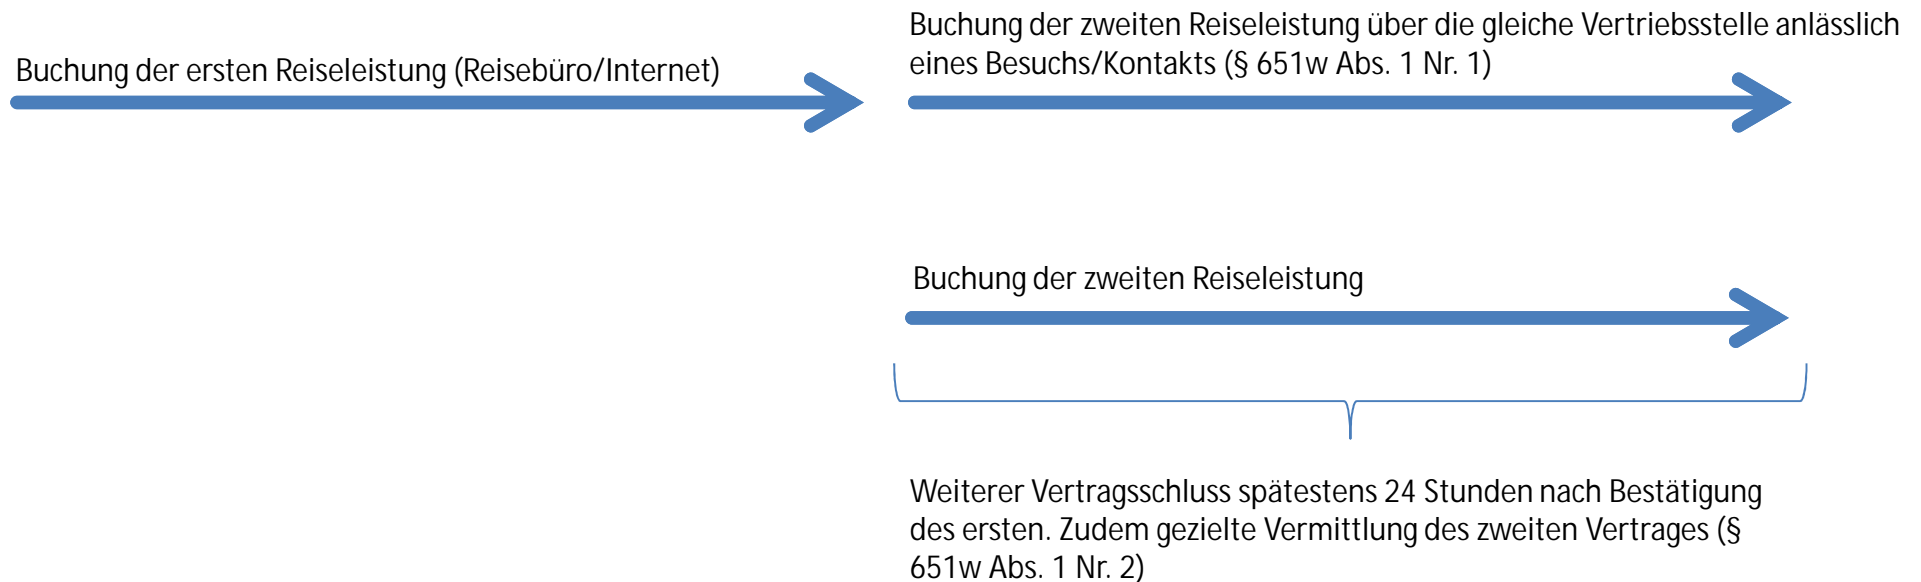 Buchung der ersten Reiseleistung (Reisebüro/Internet)
Buchung der zweiten Reiseleistung über die gleiche Vertriebsstelle anlässlich
eines Besuchs/Kontakts (§ 651w Abs. 1 Nr. 1)
Buchung der zweiten Reiseleistung
Weiterer Vertragsschluss spätestens 24 Stunden nach Bestätigung
des ersten. Zudem gezielte Vermittlung des zweiten Vertrages (§
651w Abs. 1 Nr. 2)